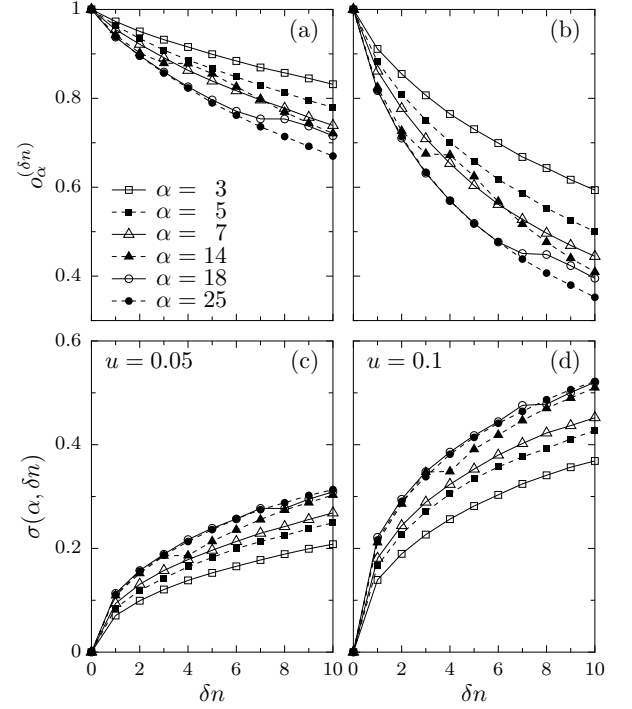 1
(a)
(b)
0.8
o_α^(δn)
0.6
α = 3
α = 5
α = 7
0.4
α = 14
α = 18
α = 25
0.6
u = 0.05
(c)
u = 0.1
(d)
0.4
σ(α, δn)
0.2
0
0 2 4 6 8 10
0 2 4 6 8 10
δn
δn